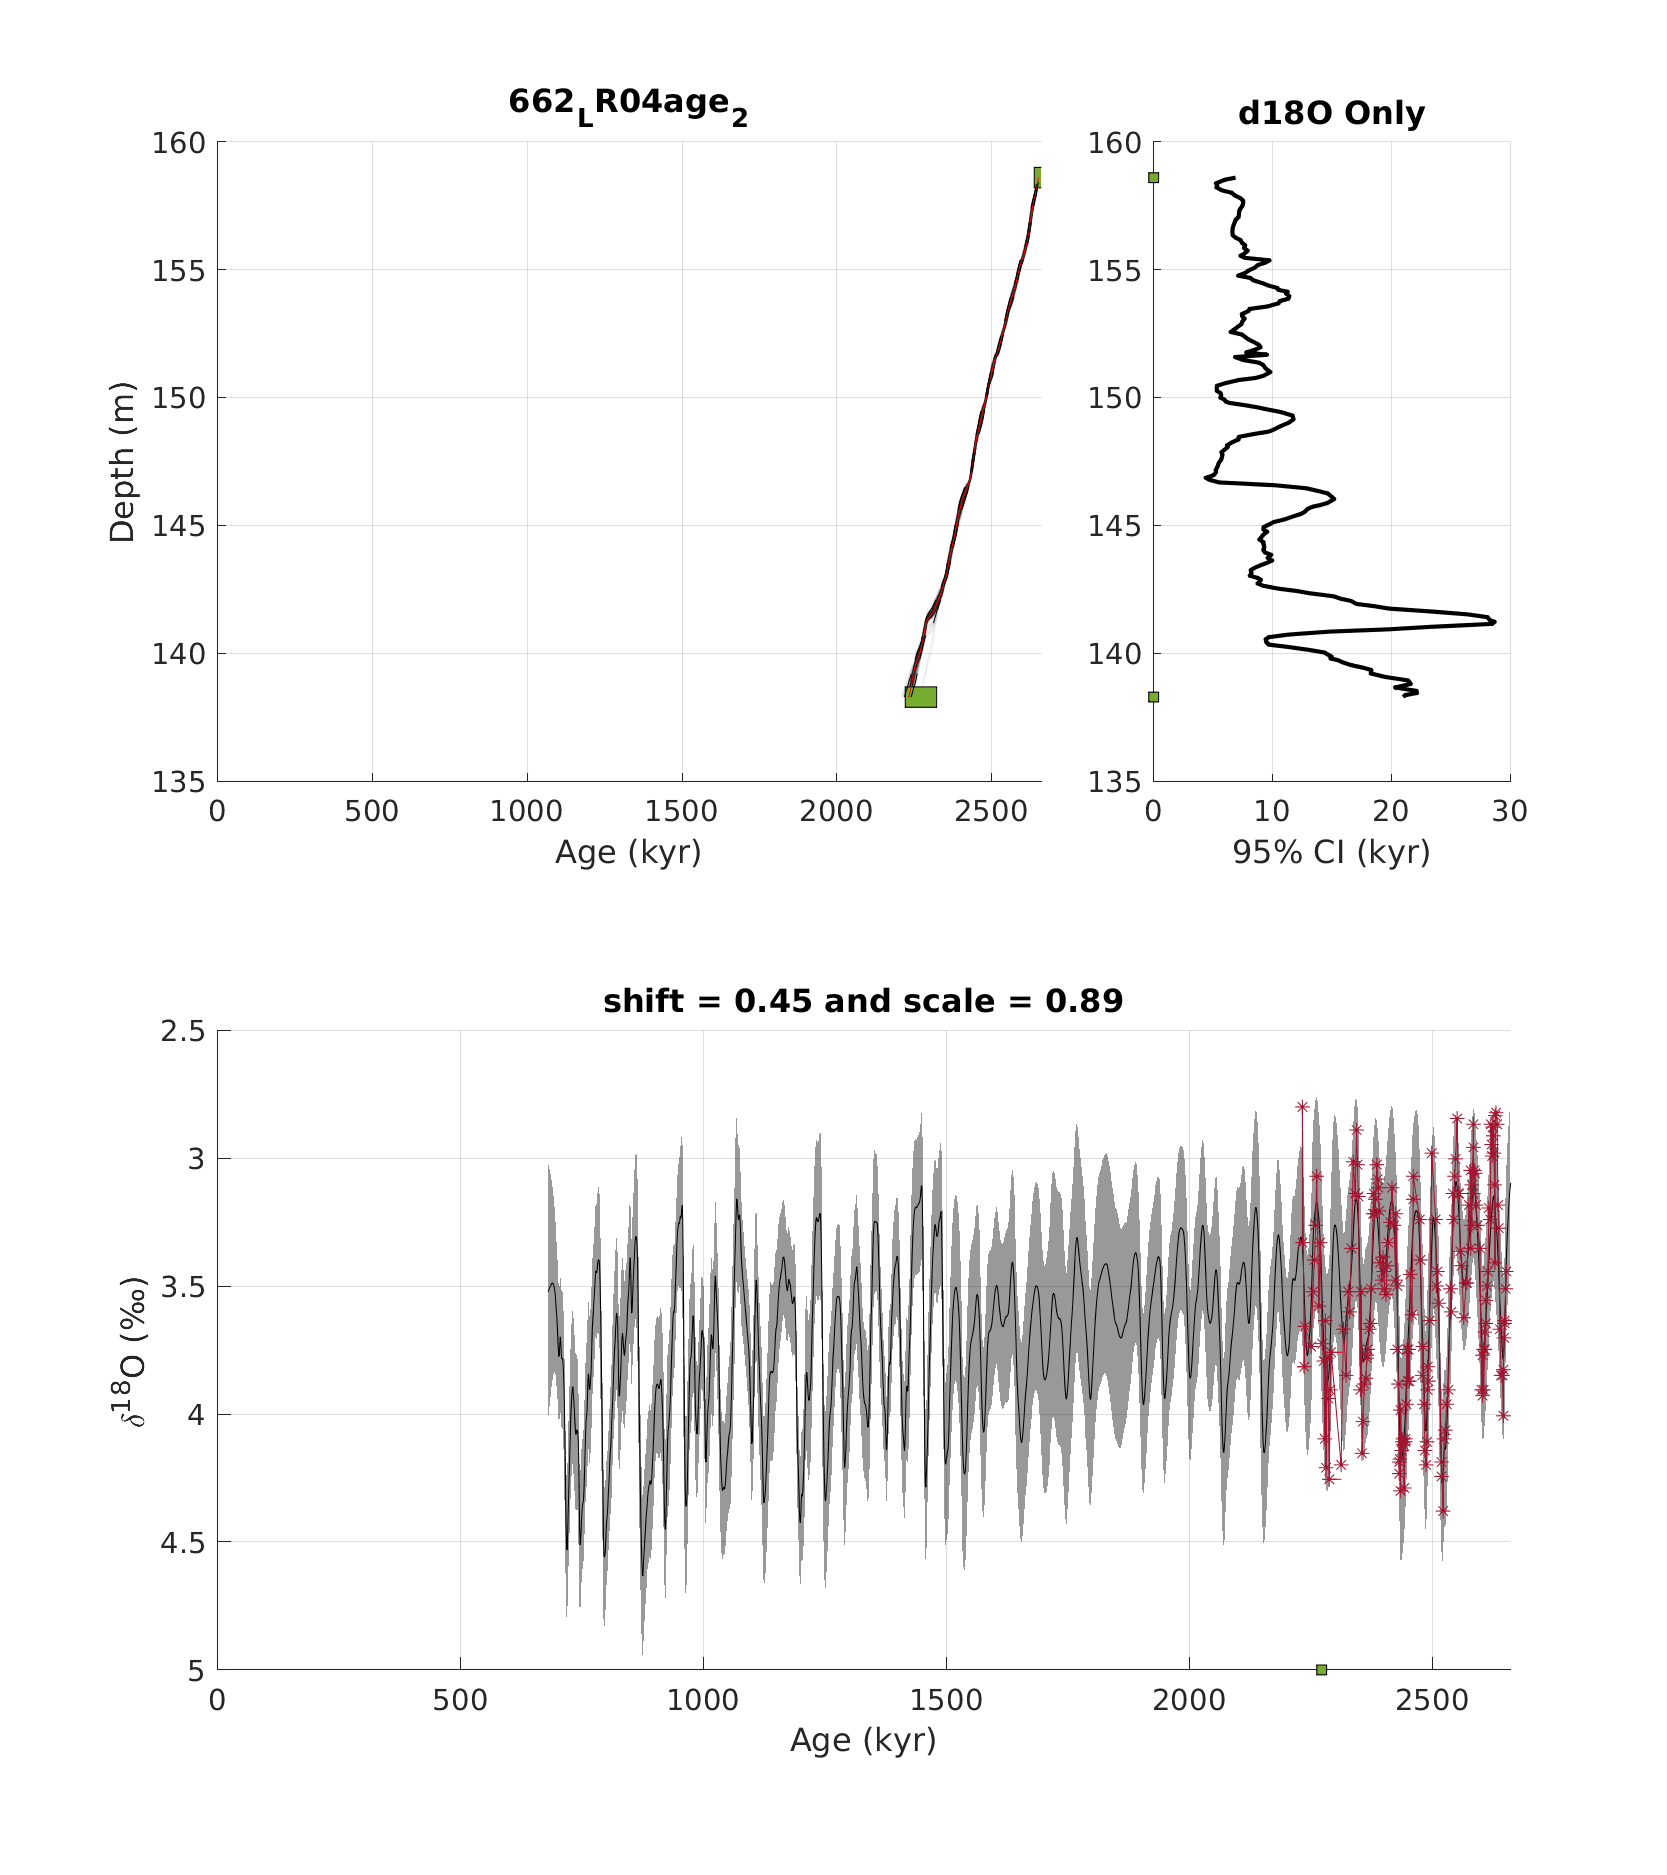 662_LR04age_2
160
155
150
145
140
135
Depth (m)
0 500 1000 1500 2000 2500
Age (kyr)
d18O Only
160
155
150
145
140
135
0 10 20 30
95% CI (kyr)
shift = 0.45 and scale = 0.89
2.5
3
3.5
4
4.5
5
δ¹⁸O (‰)
0 500 1000 1500 2000 2500
Age (kyr)